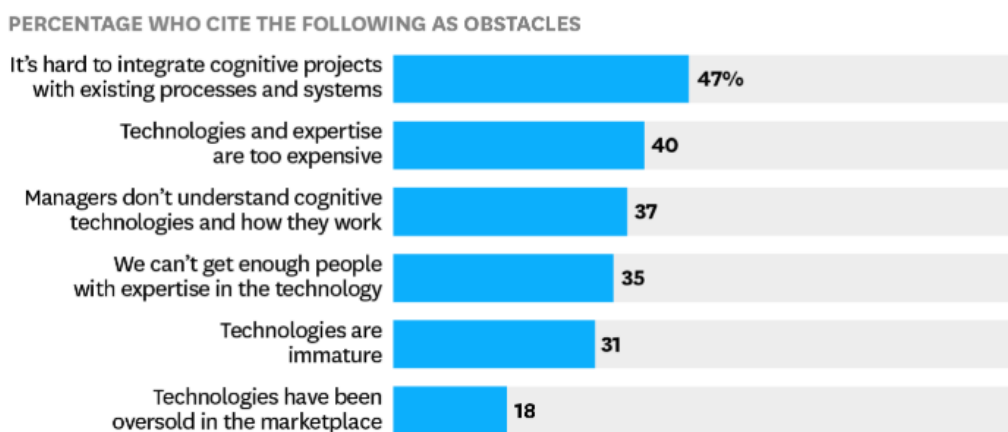 PERCENTAGE WHO CITE THE FOLLOWING AS OBSTACLES
It’s hard to integrate cognitive projects
with existing processes and systems
47%
Technologies and expertise
are too expensive
40
Managers don’t understand cognitive
technologies and how they work
37
We can’t get enough people
with expertise in the technology
35
Technologies are
immature
31
Technologies have been
oversold in the marketplace
18